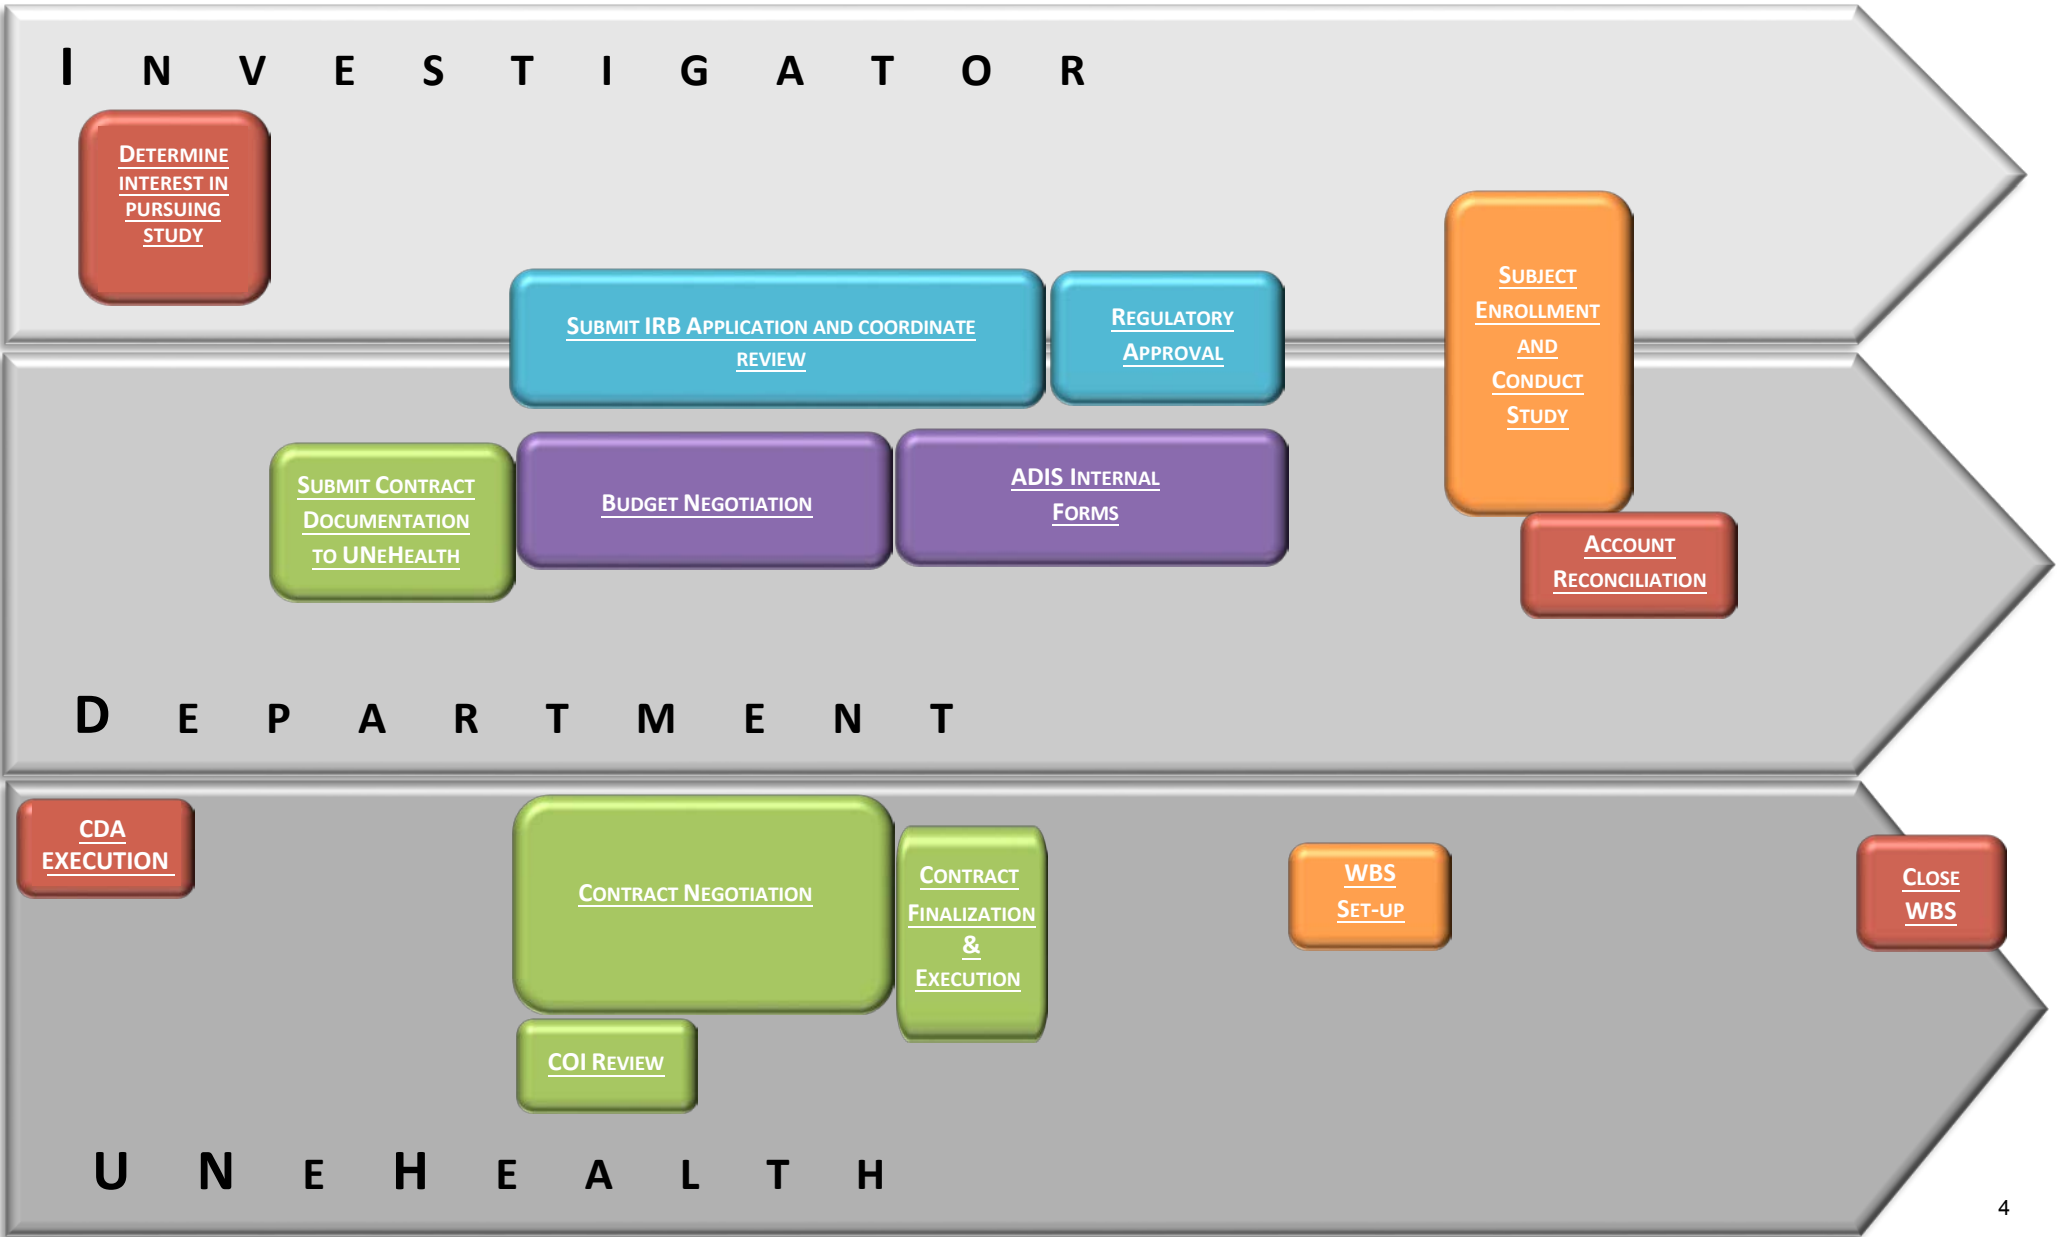 INVESTIGATOR
DETERMINE
INTEREST IN
PURSUING
STUDY
SUBMIT IRB APPLICATION AND COORDINATE
REVIEW
REGULATORY
APPROVAL
SUBJECT
ENROLLMENT
AND
CONDUCT
STUDY
SUBMIT CONTRACT
DOCUMENTATION
TO UNEHEALTH
BUDGET NEGOTIATION
ADIS INTERNAL
FORMS
ACCOUNT
RECONCILIATION
DEPARTMENT
CDA
EXECUTION
CONTRACT NEGOTIATION
CONTRACT
FINALIZATION
&
EXECUTION
WBS
SET-UP
CLOSE
WBS
COI REVIEW
UNEHEALTH
4